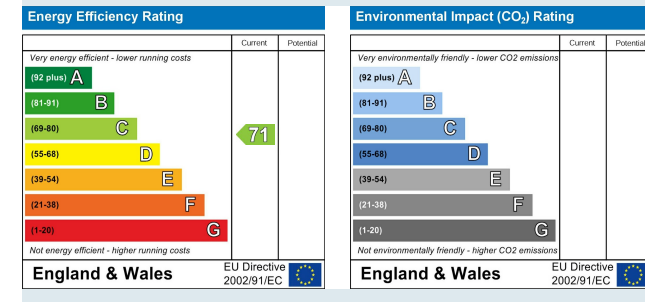 Energy Efficiency Rating
Current Potential
Very energy efficient - lower running costs
(92 plus) A
(81-91) B
(69-80) C
71
(55-68) D
(39-54) E
(21-38) F
(1-20) G
Not energy efficient - higher running costs
England & Wales
EU Directive
2002/91/EC
Environmental Impact (CO₂) Rating
Current Potential
Very environmentally friendly - lower CO2 emissions
(92 plus) A
(81-91) B
(69-80) C
(55-68) D
(39-54) E
(21-38) F
(1-20) G
Not environmentally friendly - higher CO2 emissions
England & Wales
EU Directive
2002/91/EC